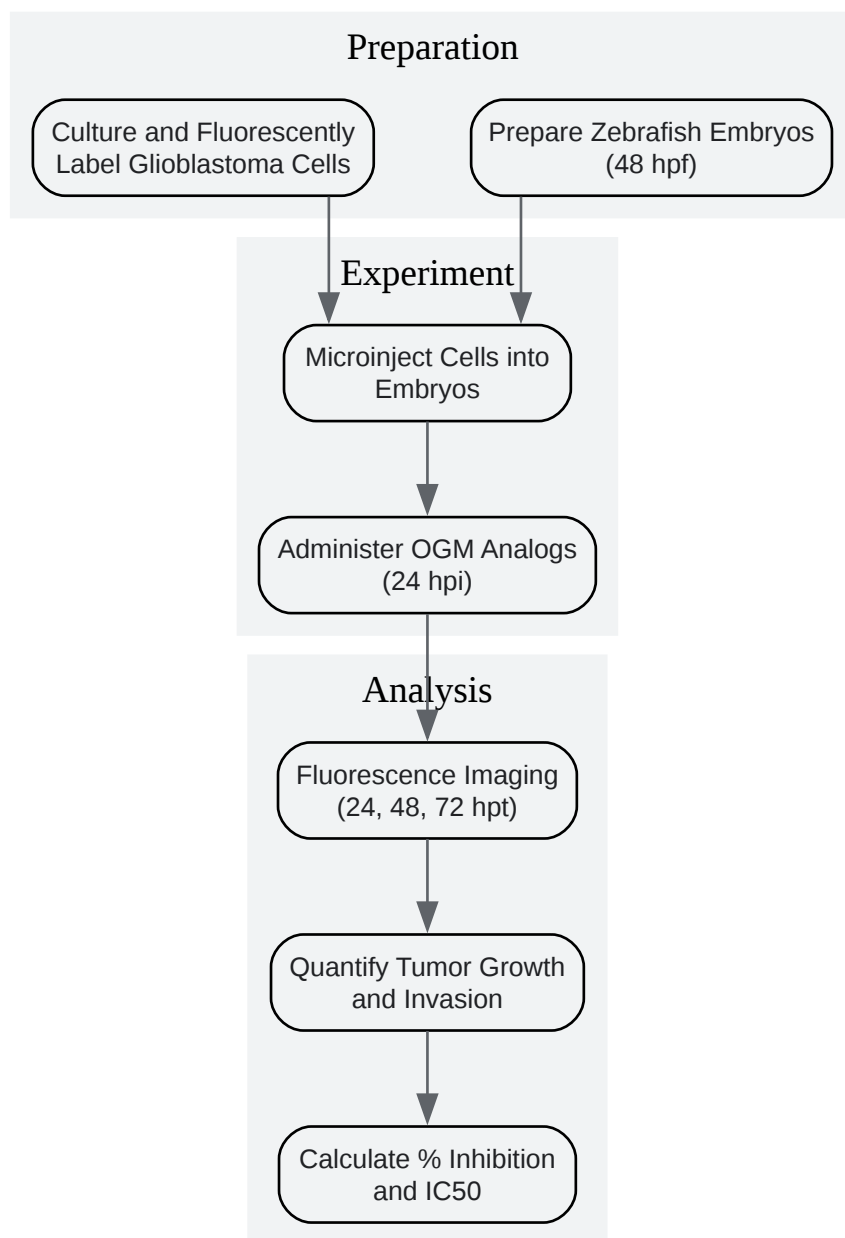 Preparation
Culture and Fluorescently
Label Glioblastoma Cells
Prepare Zebrafish Embryos
(48 hpf)
Experiment
Microinject Cells into
Embryos
Administer OGM Analogs
(24 hpi)
Analysis
Fluorescence Imaging
(24, 48, 72 hpt)
Quantify Tumor Growth
and Invasion
Calculate % Inhibition
and IC50